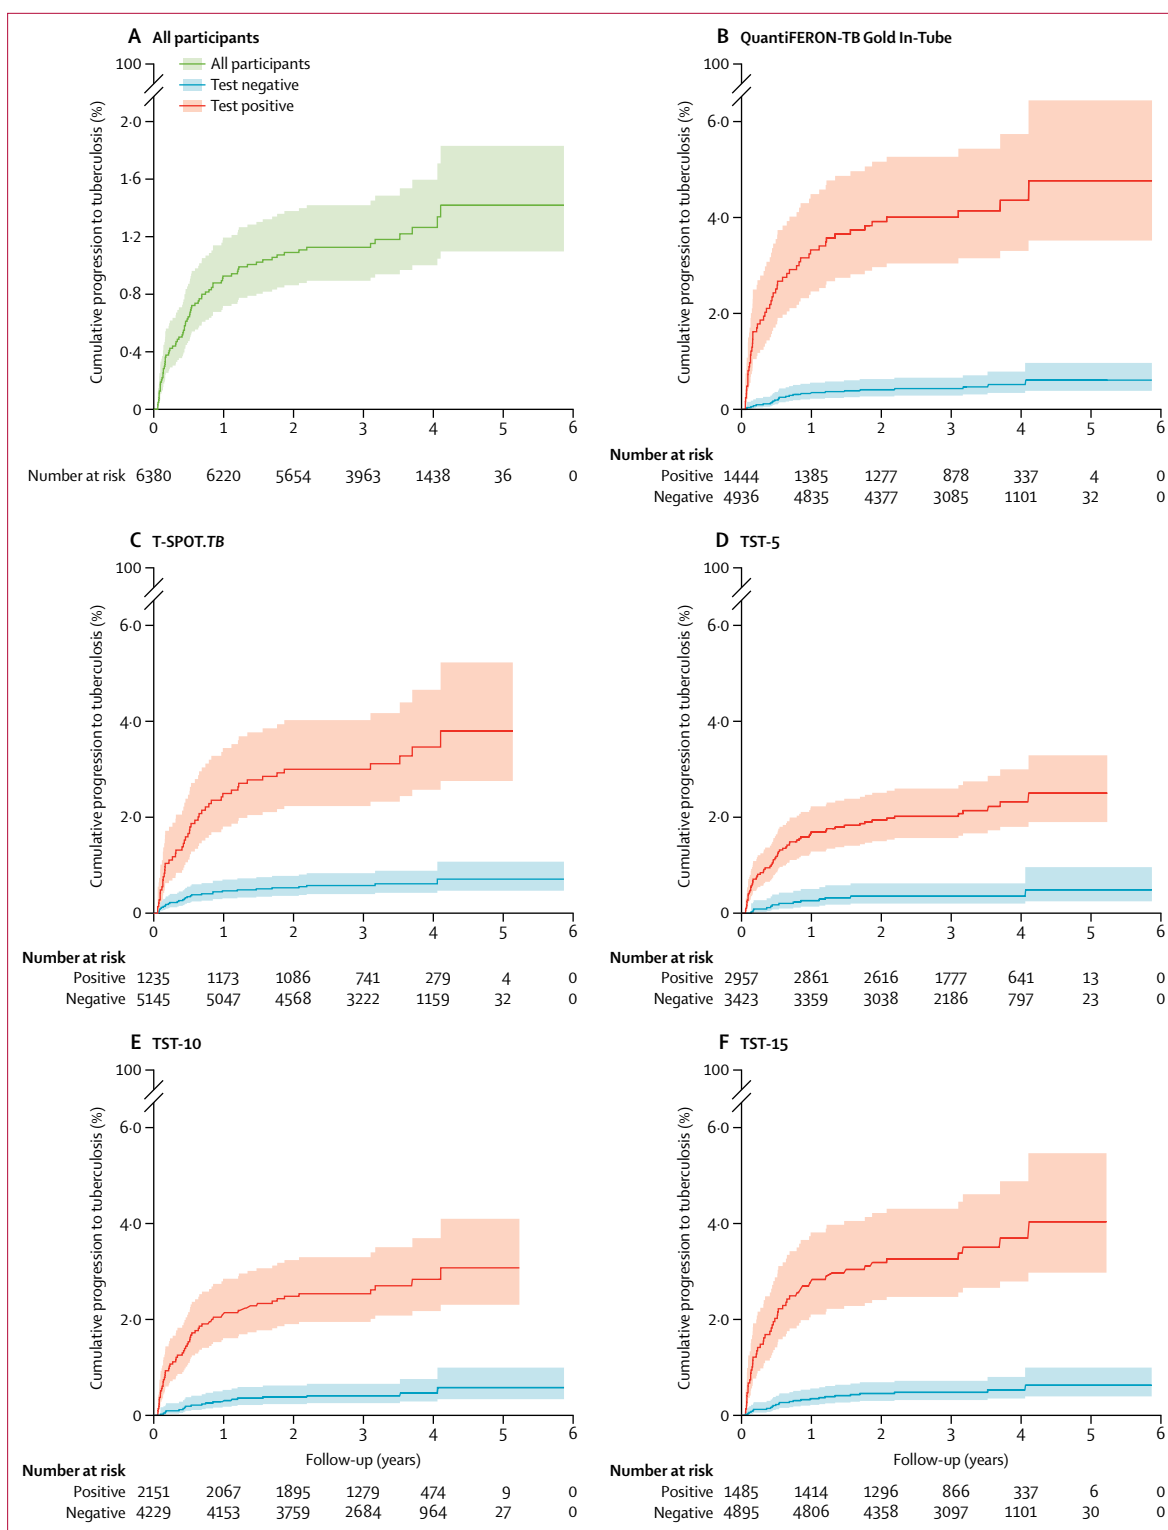 A All participants
All participants
Test negative
Test positive
Cumulative progression to tuberculosis (%)
100
2·0
1·6
1·2
0·8
0·4
0
0 1 2 3 4 5 6
Number at risk 6380 6220 5654 3963 1438 36 0
B QuantiFERON-TB Gold In-Tube
Cumulative progression to tuberculosis (%)
100
6·0
4·0
2·0
0
0 1 2 3 4 5 6
Number at risk
Positive 1444 1385 1277 878 337 4 0
Negative 4936 4835 4377 3085 1101 32 0
C T-SPOT.TB
Cumulative progression to tuberculosis (%)
100
6·0
4·0
2·0
0
0 1 2 3 4 5 6
Number at risk
Positive 1235 1173 1086 741 279 4 0
Negative 5145 5047 4568 3222 1159 32 0
D TST-5
Cumulative progression to tuberculosis (%)
100
6·0
4·0
2·0
0
0 1 2 3 4 5 6
Number at risk
Positive 2957 2861 2616 1777 641 13 0
Negative 3423 3359 3038 2186 797 23 0
E TST-10
Cumulative progression to tuberculosis (%)
100
6·0
4·0
2·0
0
0 1 2 3 4 5 6
Follow-up (years)
Number at risk
Positive 2151 2067 1895 1279 474 9 0
Negative 4229 4153 3759 2684 964 27 0
F TST-15
Cumulative progression to tuberculosis (%)
100
6·0
4·0
2·0
0
0 1 2 3 4 5 6
Follow-up (years)
Number at risk
Positive 1485 1414 1296 866 337 6 0
Negative 4895 4806 4358 3097 1101 30 0